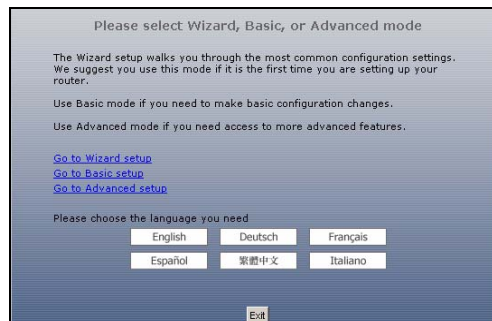 Please select Wizard, Basic, or Advanced mode
The Wizard setup walks you through the most common configuration settings.
We suggest you use this mode if it is the first time you are setting up your
router.
Use Basic mode if you need to make basic configuration changes.
Use Advanced mode if you need access to more advanced features.
Go to Wizard setup
Go to Basic setup
Go to Advanced setup
Please choose the language you need
English Deutsch Français
Español 繁體中文 Italiano
Exit